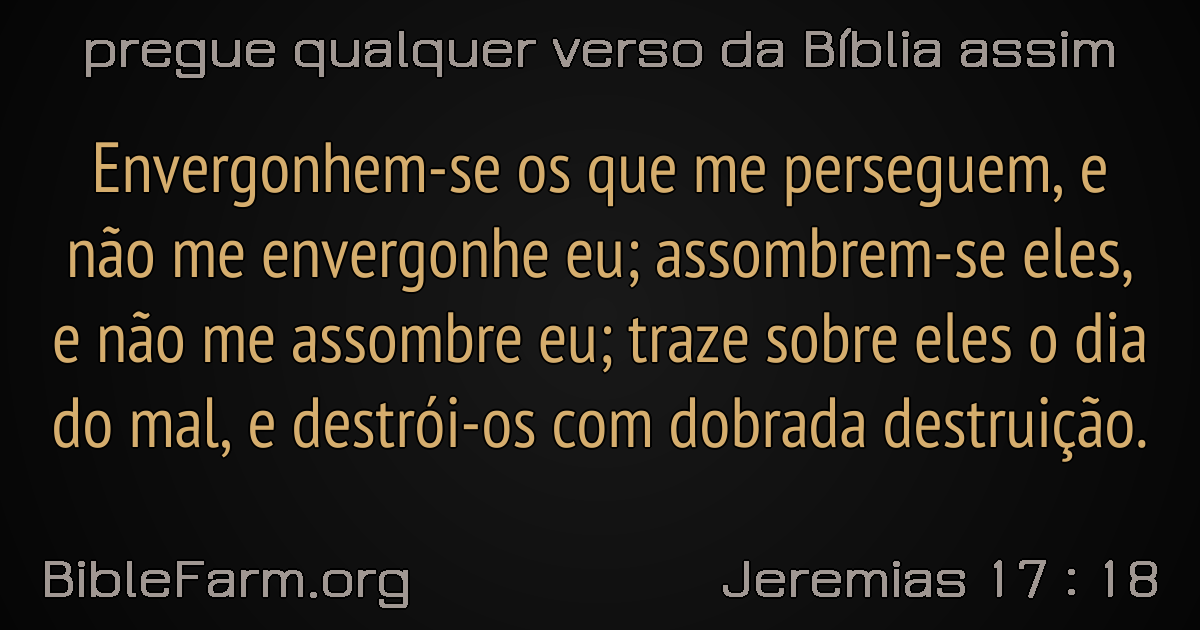 pregue qualquer verso da Bíblia assim
Envergonhem-se os que me perseguem, e
não me envergonhe eu; assombrem-se eles,
e não me assombre eu; traze sobre eles o dia
do mal, e destrói-os com dobrada destruição.
BibleFarm.org
Jeremias 17 : 18